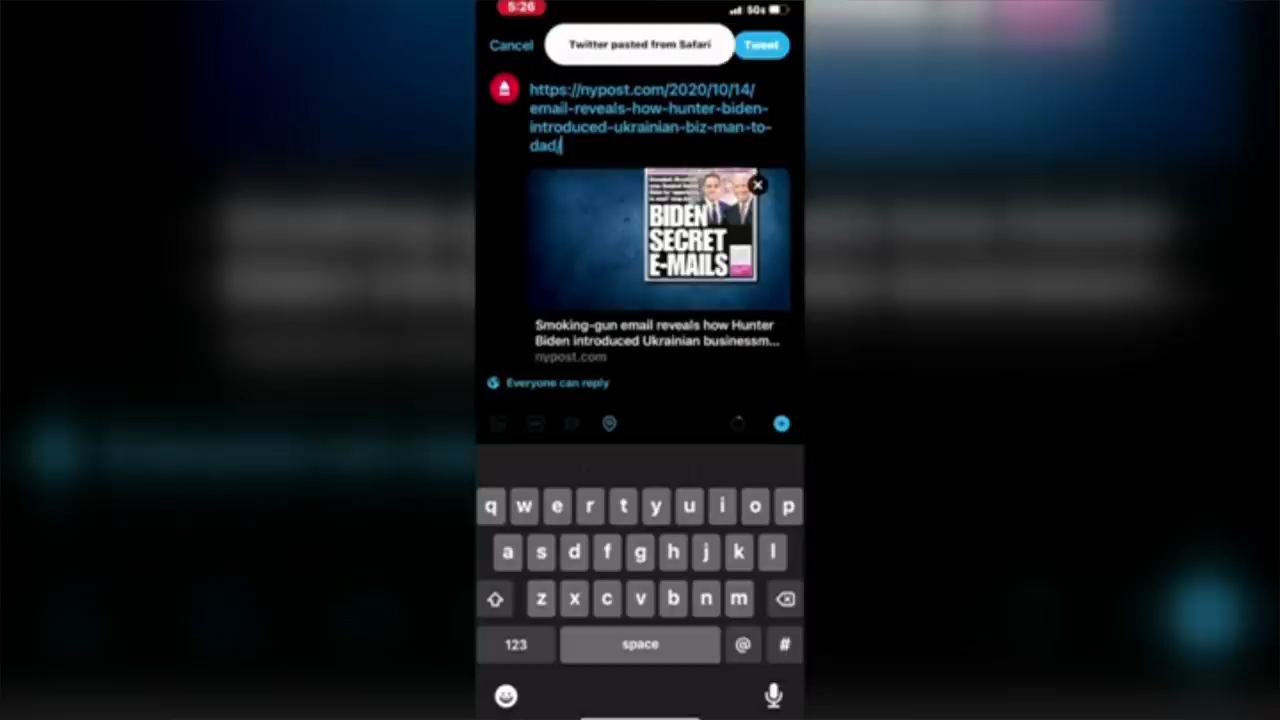 5:26
50s
Cancel
Twitter pasted from Safari
Tweet
https://nypost.com/2020/10/14/
email-reveals-how-hunter-biden-
introduced-ukrainian-biz-man-to-
dad/
BIDEN
SECRET
E-MAILS
Smoking-gun email reveals how Hunter
Biden introduced Ukrainian businessm...
nypost.com
Everyone can reply
q w e r t y u i o p
a s d f g h j k l
z x c v b n m
123 space @ #